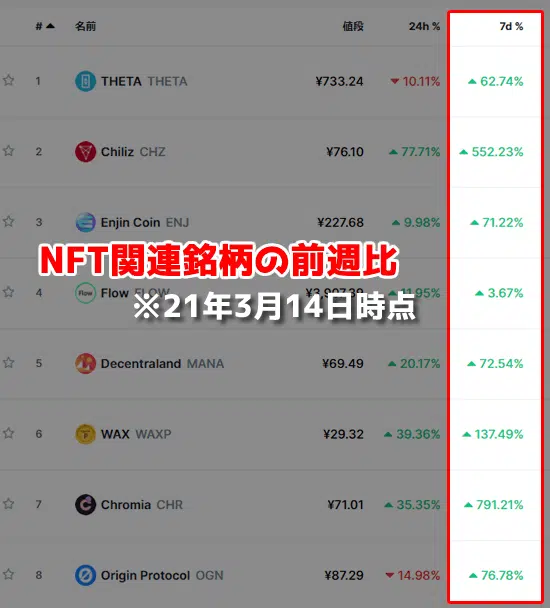 # ▲ 名前 値段 24h % 7d %
1 THETA THETA ¥733.24 ▼ 10.11% ▲ 62.74%
2 Chiliz CHZ ¥76.10 ▲ 77.71% ▲ 552.23%
3 Enjin Coin ENJ ¥227.68 ▲ 9.98% ▲ 71.22%
NFT関連銘柄の前週比
4 Flow Flow FLOW ▲ 3.67%
※21年3月14日時点
5 Decentraland MANA ¥69.49 ▲ 20.17% ▲ 72.54%
6 WAX WAXP ¥29.32 ▲ 39.36% ▲ 137.49%
7 Chromia CHR ¥71.01 ▲ 35.35% ▲ 791.21%
8 Origin Protocol OGN ¥87.29 ▼ 14.98% ▲ 76.78%